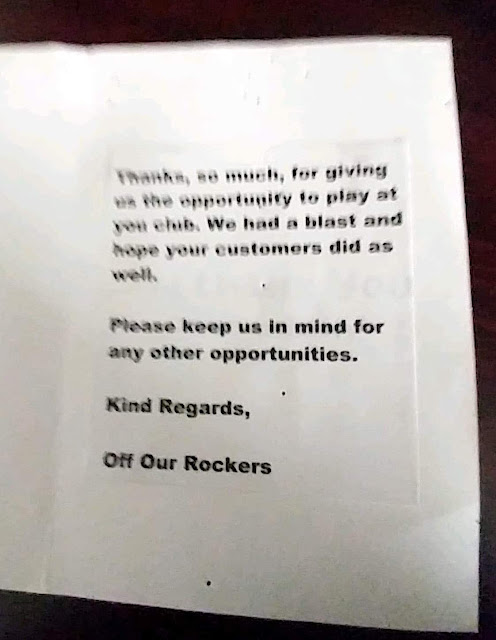 Thanks, so much, for giving
us the opportunity to play at
you club. We had a blast and
hope your customers did as
well.
Please keep us in mind for
any other opportunities.
Kind Regards,
Off Our Rockers